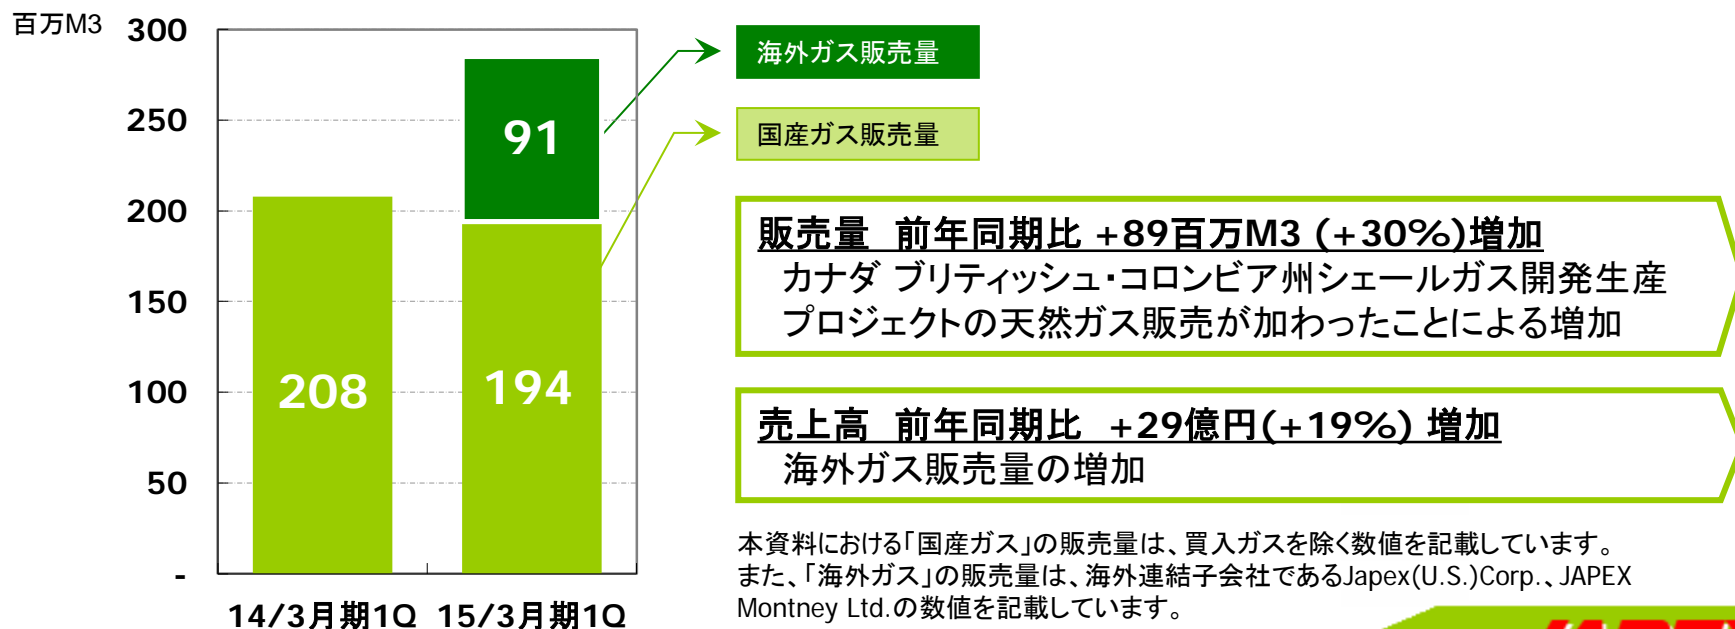 百万M3
300
250
200
150
100
50
-
208
91
194
14/3月期1Q 15/3月期1Q
海外ガス販売量
国産ガス販売量
販売量 前年同期比 +89百万M3 (+30%)増加
カナダ ブリティッシュ・コロンビア州シェールガス開発生産
プロジェクトの天然ガス販売が加わったことによる増加
売上高 前年同期比 +29億円(+19%) 増加
海外ガス販売量の増加
本資料における「国産ガス」の販売量は、買入ガスを除く数値を記載しています。
また、「海外ガス」の販売量は、海外連結子会社であるJapex(U.S.)Corp.、JAPEX
Montney Ltd.の数値を記載しています。